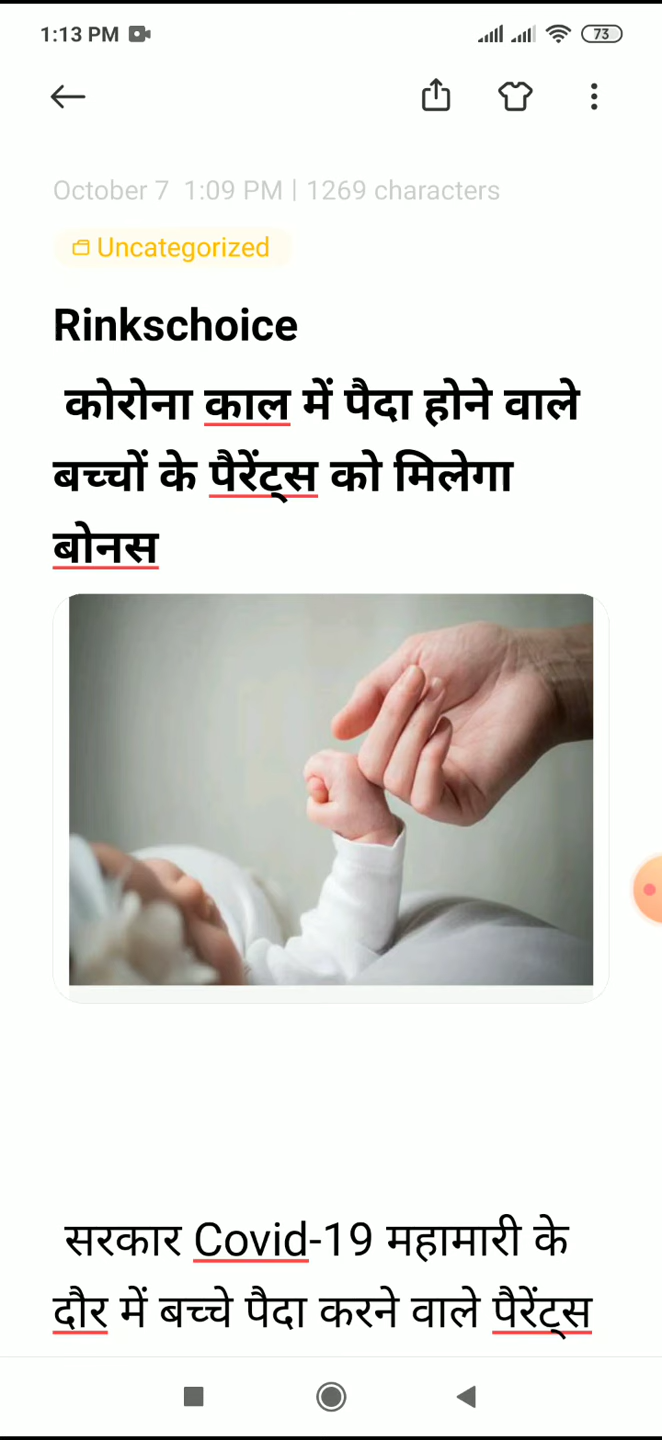 1:13 PM
73
October 7 1:09 PM | 1269 characters
Uncategorized
Rinkschoice
कोरोना काल में पैदा होने वाले
बच्चों के पैरेंट्स को मिलेगा
बोनस
सरकार Covid-19 महामारी के
दौर में बच्चे पैदा करने वाले पैरेंट्स